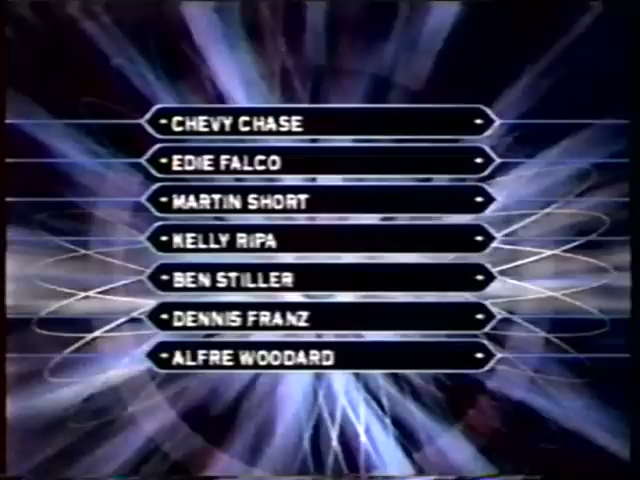 CHEVY CHASE
EDIE FALCO
MARTIN SHORT
KELLY RIPA
BEN STILLER
DENNIS FRANZ
ALFRE WOODARD